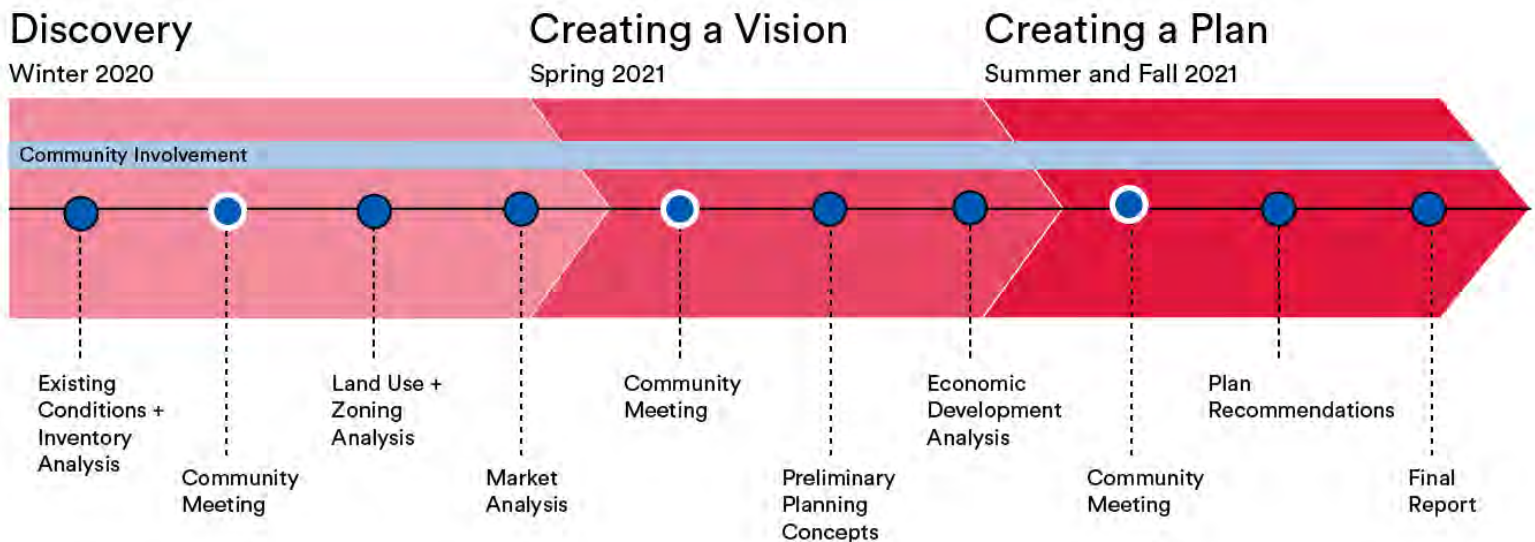 Discovery
Winter 2020
Creating a Vision
Spring 2021
Creating a Plan
Summer and Fall 2021
Community Involvement
Existing
Conditions +
Inventory
Analysis
Community
Meeting
Land Use +
Zoning
Analysis
Market
Analysis
Community
Meeting
Preliminary
Planning
Concepts
Economic
Development
Analysis
Community
Meeting
Plan
Recommendations
Final
Report